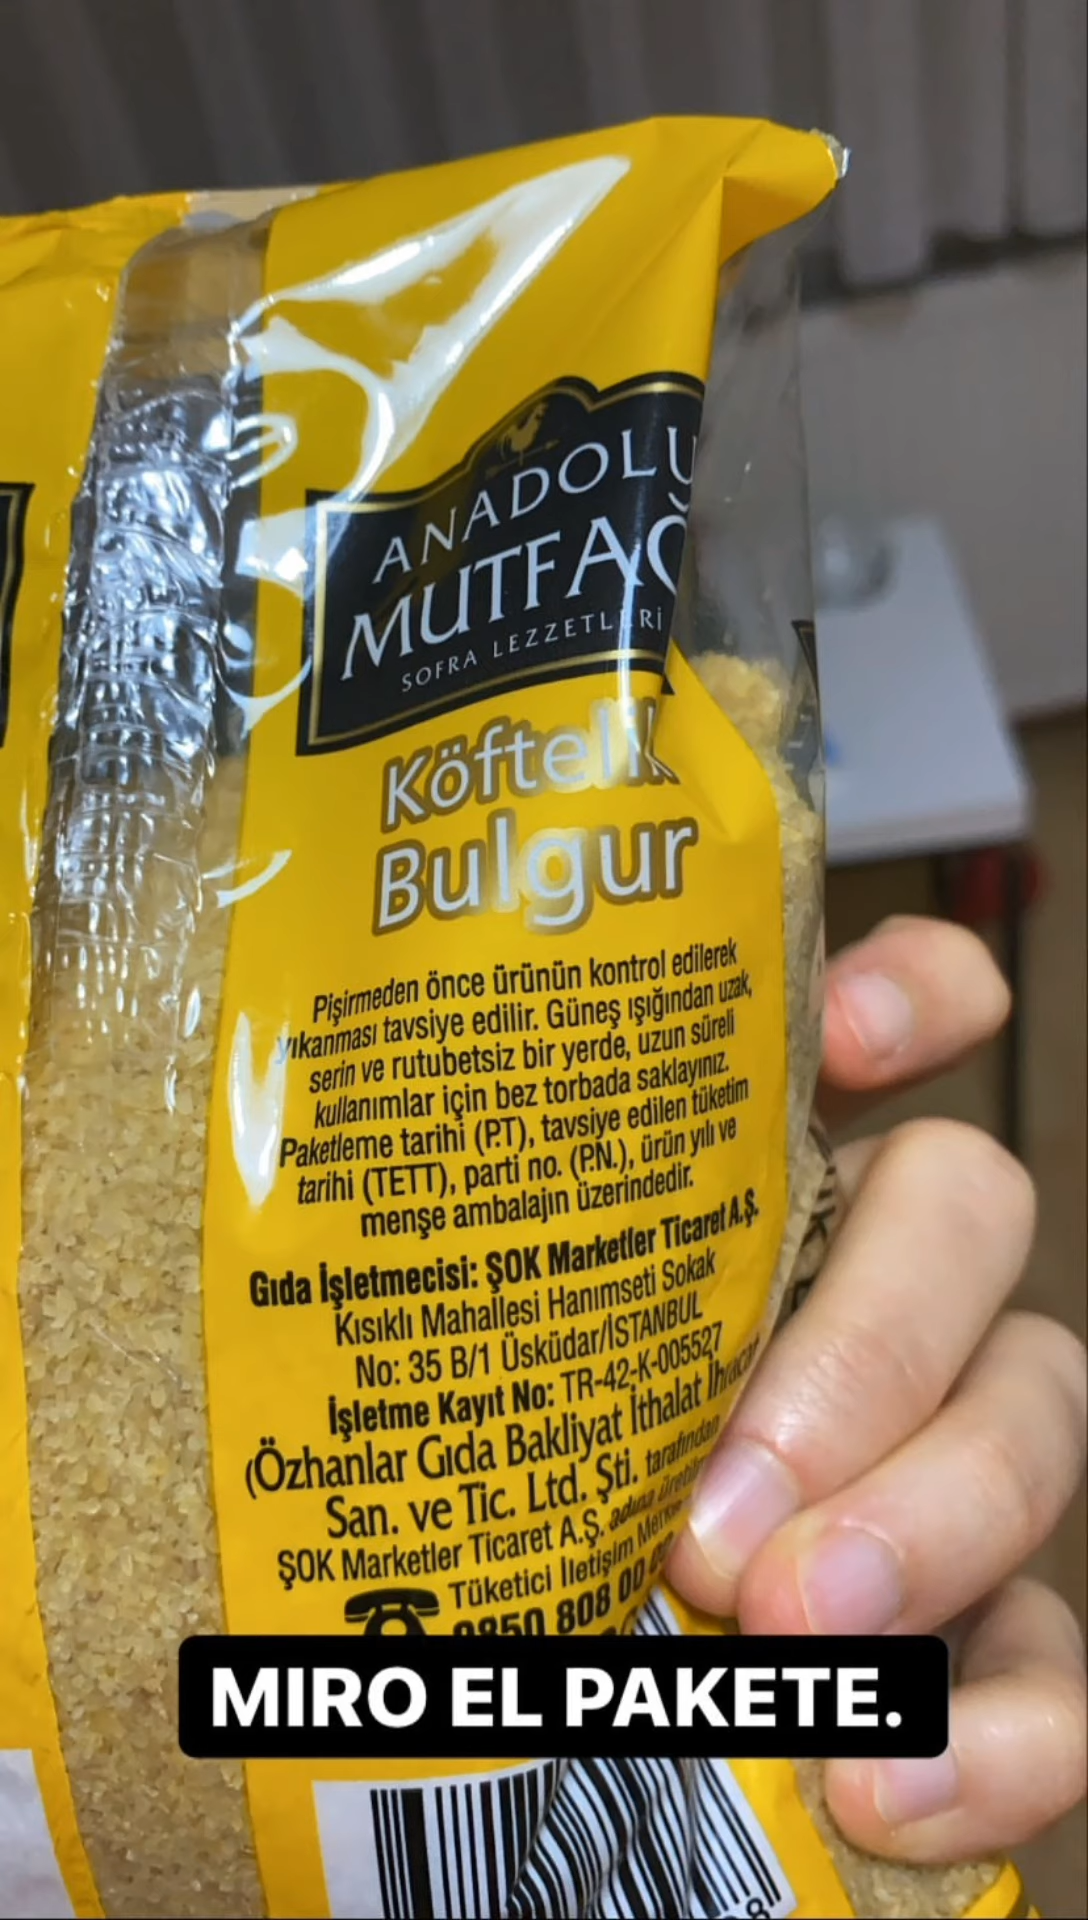 ANADOLU
MUTFAĞ
SOFRA LEZZETLERİ
Köftelik
Bulgur
Pişirmeden önce ürünün kontrol edilerek
yıkanması tavsiye edilir. Güneş ışığından uzak,
serin ve rutubetsiz bir yerde, uzun süreli
kullanımlar için bez torbada saklayınız.
Paketleme tarihi (P.T), tavsiye edilen tüketim
tarihi (TETT), parti no. (P.N.), ürün yılı ve
menşe ambalajın üzerindedir.
Gıda İşletmecisi: ŞOK Marketler Ticaret A.Ş.
Kısıklı Mahallesi Hanımseti Sokak
No: 35 B/1 Üsküdar/İSTANBUL
İşletme Kayıt No: TR-42-K-005527
(Özhanlar Gıda Bakliyat İthalat İhracat
San. ve Tic. Ltd. Şti. tarafından
ŞOK Marketler Ticaret A.Ş. adına
Tüketici İletişim
0850 808 00
MIRO EL PAKETE.
8